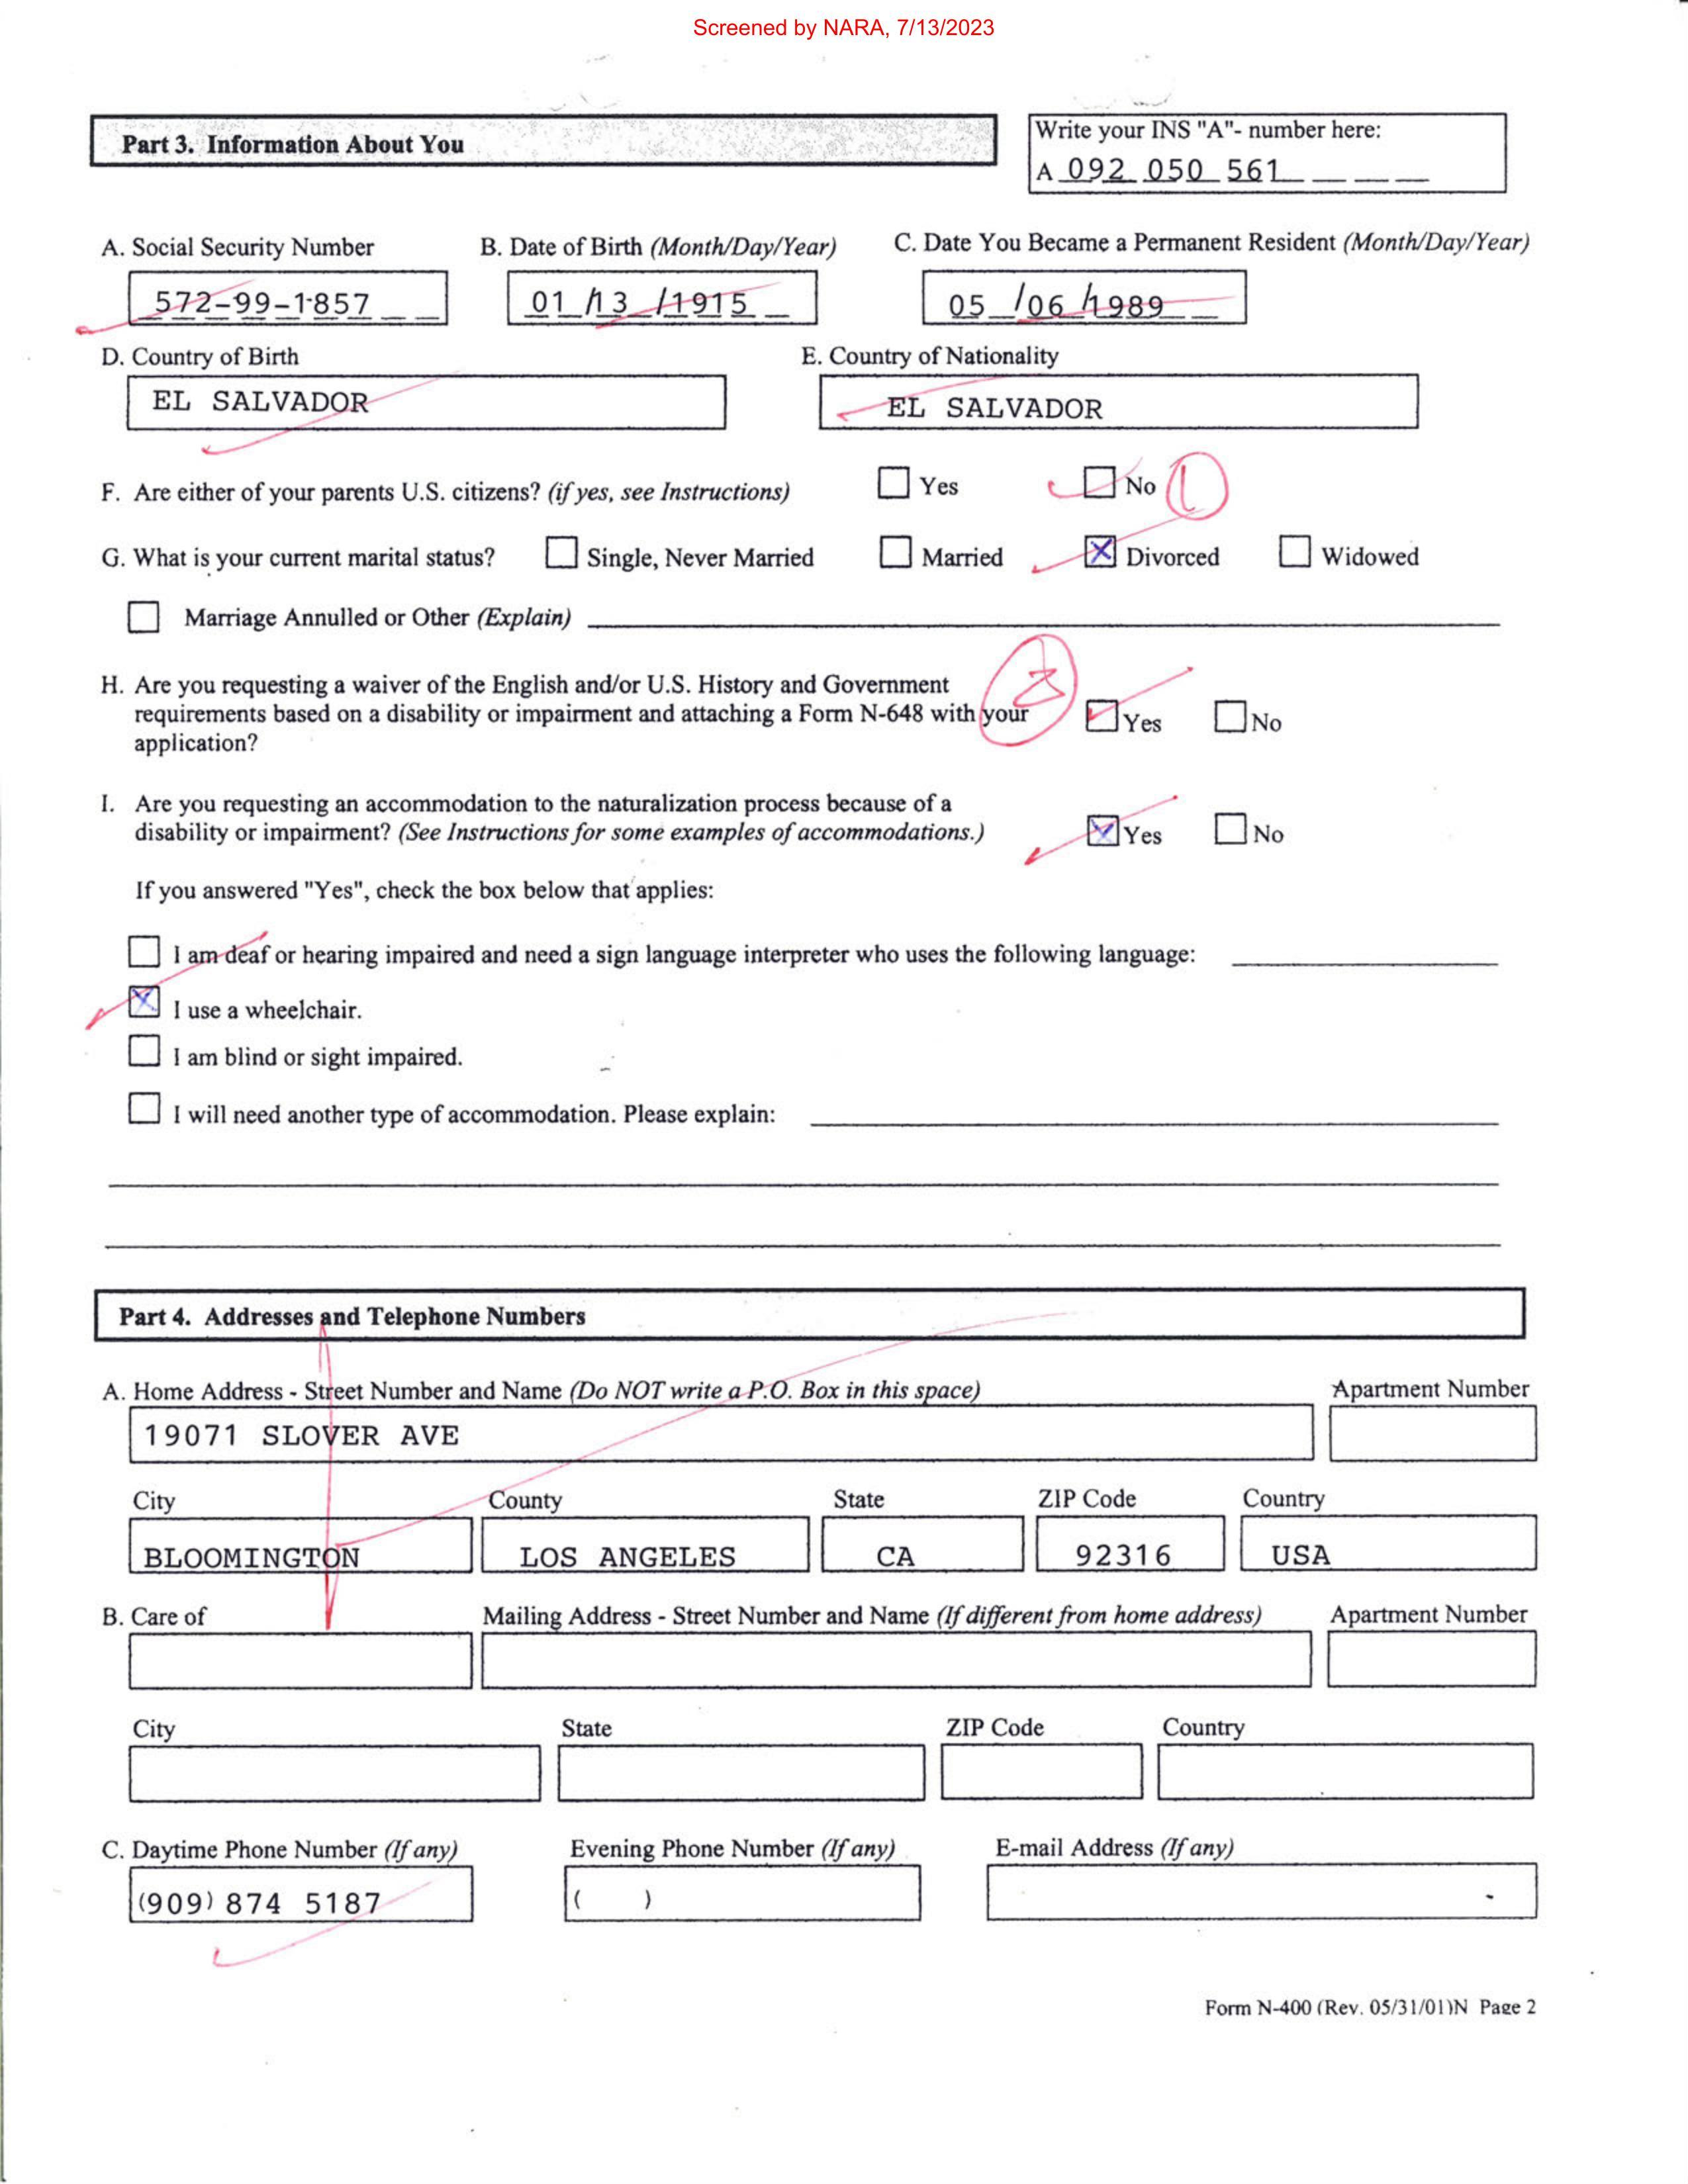 Screened by NARA, 7/13/2023
Part 3. Information About You
Write your INS "A"- number here:
A 092 050 561
A. Social Security Number B. Date of Birth (Month/Day/Year) C. Date You Became a Permanent Resident (Month/Day/Year)
572-99-1857 01 /13 /1915 05 /06 /1989
D. Country of Birth E. Country of Nationality
EL SALVADOR EL SALVADOR
F. Are either of your parents U.S. citizens? (if yes, see Instructions) Yes No 1
G. What is your current marital status? Single, Never Married Married X Divorced Widowed
Marriage Annulled or Other (Explain)
H. Are you requesting a waiver of the English and/or U.S. History and Government
requirements based on a disability or impairment and attaching a Form N-648 with your
application? Yes No
I. Are you requesting an accommodation to the naturalization process because of a
disability or impairment? (See Instructions for some examples of accommodations.) X Yes No
If you answered "Yes", check the box below that applies:
I am deaf or hearing impaired and need a sign language interpreter who uses the following language:
X I use a wheelchair.
I am blind or sight impaired.
I will need another type of accommodation. Please explain:
Part 4. Addresses and Telephone Numbers
A. Home Address - Street Number and Name (Do NOT write a P.O. Box in this space) Apartment Number
19071 SLOVER AVE
City County State ZIP Code Country
BLOOMINGTON LOS ANGELES CA 92316 USA
B. Care of Mailing Address - Street Number and Name (If different from home address) Apartment Number
City State ZIP Code Country
C. Daytime Phone Number (If any) Evening Phone Number (If any) E-mail Address (If any)
(909) 874 5187 ( )
Form N-400 (Rev. 05/31/01)N Page 2